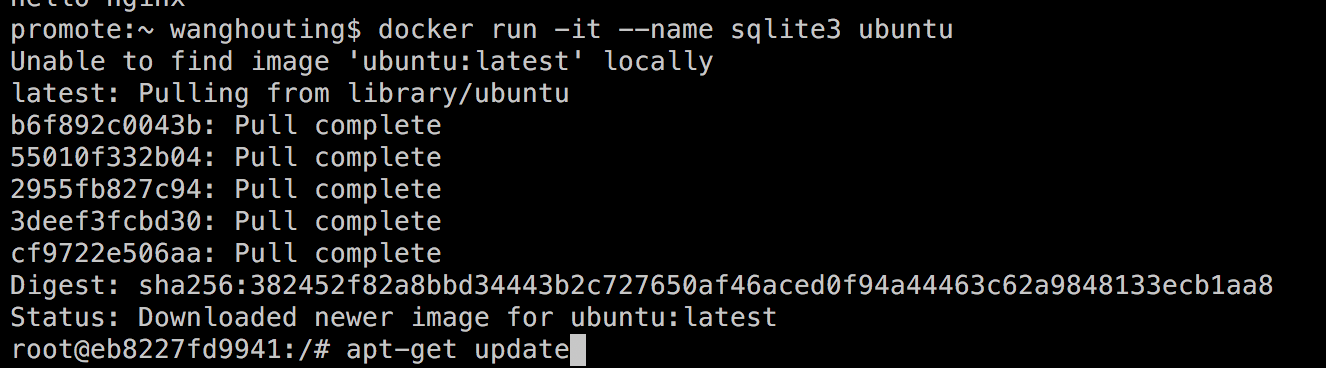 hello nginx
promote:~ wanghouting$ docker run -it --name sqlite3 ubuntu
Unable to find image 'ubuntu:latest' locally
latest: Pulling from library/ubuntu
b6f892c0043b: Pull complete
55010f332b04: Pull complete
2955fb827c94: Pull complete
3deef3fcbd30: Pull complete
cf9722e506aa: Pull complete
Digest: sha256:382452f82a8bbd34443b2c727650af46aced0f94a44463c62a9848133ecb1aa8
Status: Downloaded newer image for ubuntu:latest
root@eb8227fd9941:/# apt-get update